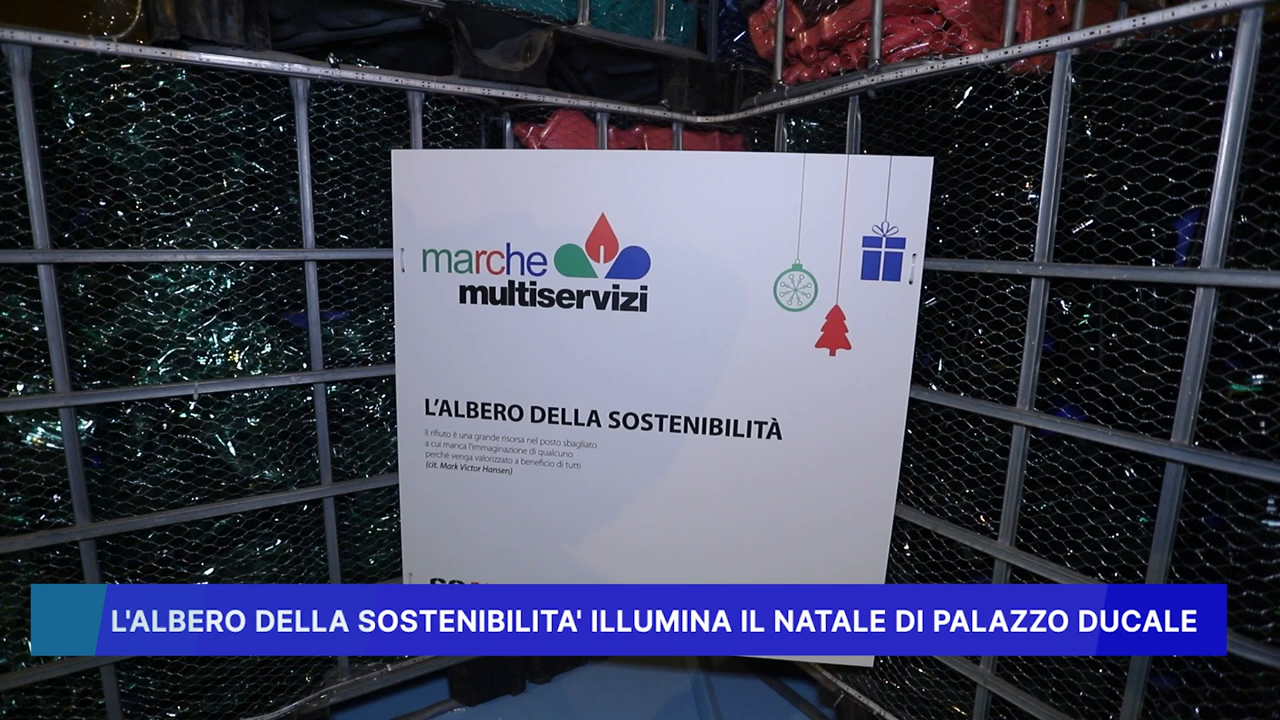 marche
multiservizi
L'ALBERO DELLA SOSTENIBILITÀ
Il rifiuto è una grande risorsa nel posto sbagliato
a cui manca l'immaginazione di qualcuno
perché venga valorizzato a beneficio di tutti
(cit. Mark Victor Hansen)
L'ALBERO DELLA SOSTENIBILITA' ILLUMINA IL NATALE DI PALAZZO DUCALE